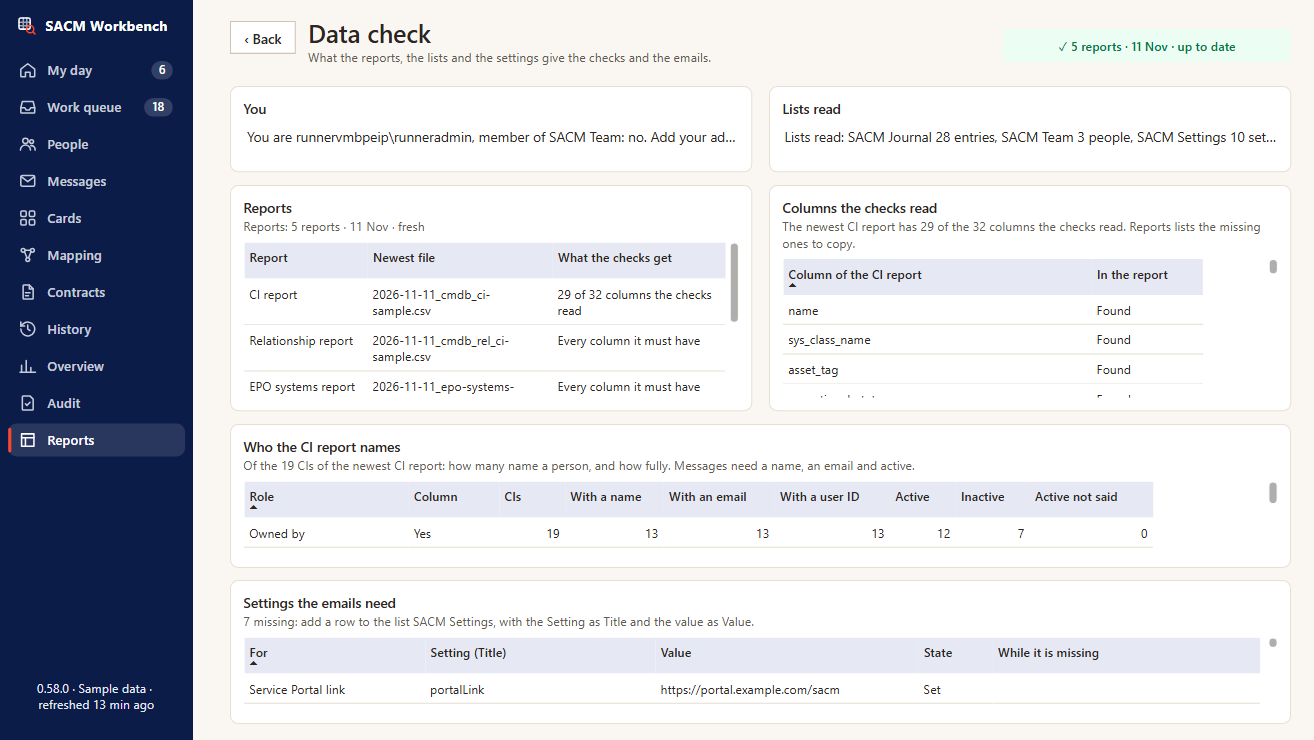 SACM Workbench
My day 6
Work queue 18
People
Messages
Cards
Mapping
Contracts
History
Overview
Audit
Reports
0.58.0 · Sample data ·
refreshed 13 min ago
‹ Back
Data check
What the reports, the lists and the settings give the checks and the emails.
✓ 5 reports · 11 Nov · up to date
You
You are runnervmbpeip\runneradmin, member of SACM Team: no. Add your ad...
Lists read
Lists read: SACM Journal 28 entries, SACM Team 3 people, SACM Settings 10 set...
Reports
Reports: 5 reports · 11 Nov · fresh
Report Newest file What the checks get
CI report 2026-11-11_cmdb_ci-
sample.csv 29 of 32 columns the checks
read
Relationship report 2026-11-11_cmdb_rel_ci-
sample.csv Every column it must have
EPO systems report 2026-11-11_epo-systems- Every column it must have
Columns the checks read
The newest CI report has 29 of the 32 columns the checks read. Reports lists the missing
ones to copy.
Column of the CI report In the report
name Found
sys_class_name Found
asset_tag Found
Who the CI report names
Of the 19 CIs of the newest CI report: how many name a person, and how fully. Messages need a name, an email and active.
Role Column CIs With a name With an email With a user ID Active Inactive Active not said
Owned by Yes 19 13 13 13 12 7 0
Settings the emails need
7 missing: add a row to the list SACM Settings, with the Setting as Title and the value as Value.
For Setting (Title) Value State While it is missing
Service Portal link portalLink https://portal.example.com/sacm Set